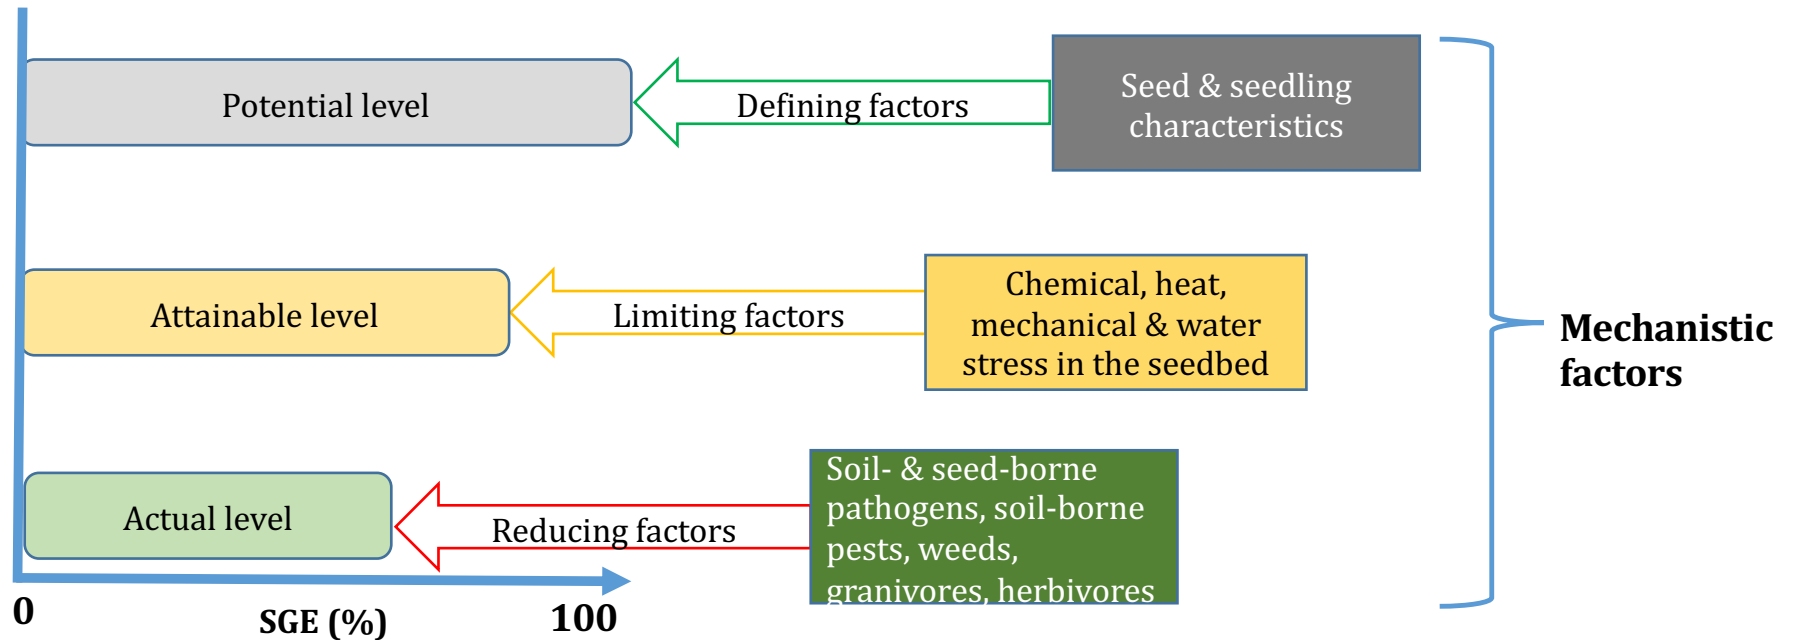 Potential level
Defining factors
Seed & seedling
characteristics
Attainable level
Limiting factors
Chemical, heat,
mechanical & water
stress in the seedbed
Mechanistic
factors
Actual level
Reducing factors
Soil- & seed-borne
pathogens, soil-borne
pests, weeds,
granivores, herbivores
0
SGE (%)
100